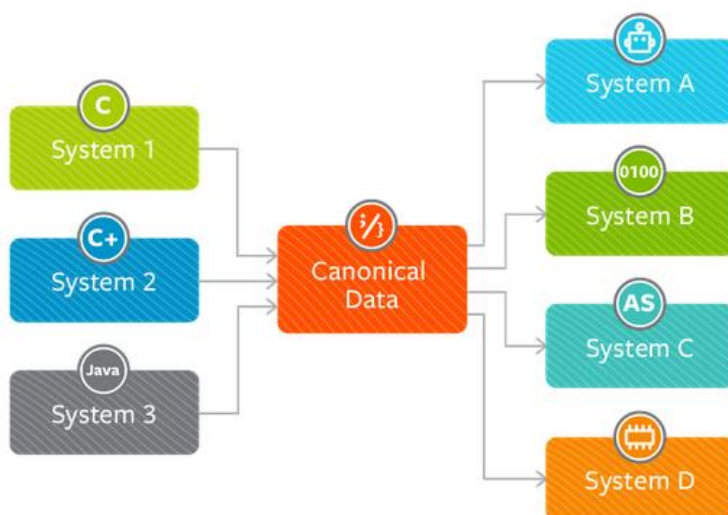 C
System 1
C+
System 2
Java
System 3
;/}
Canonical
Data
System A
0100
System B
AS
System C
System D